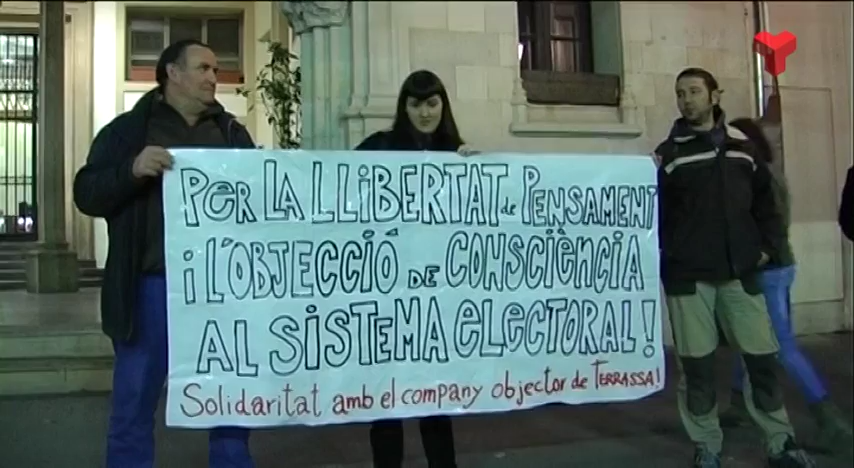 PER LA LLIBERTAT de PENSAMENT
i L'OBJECCIÓ DE CONSCIÈNCIA
AL SISTEMA ELECTORAL!
Solidaritat amb el company objector de TERRASSA!